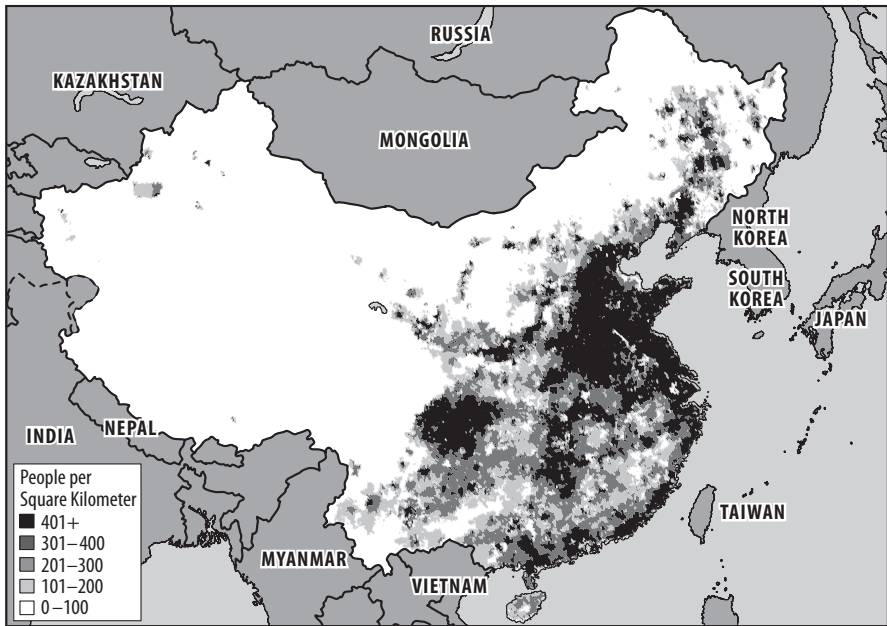 RUSSIA
KAZAKHSTAN
MONGOLIA
NORTH
KOREA
SOUTH
KOREA
JAPAN
INDIA
NEPAL
People per
Square Kilometer
401+
301–400
201–300
101–200
0–100
TAIWAN
MYANMAR
VIETNAM